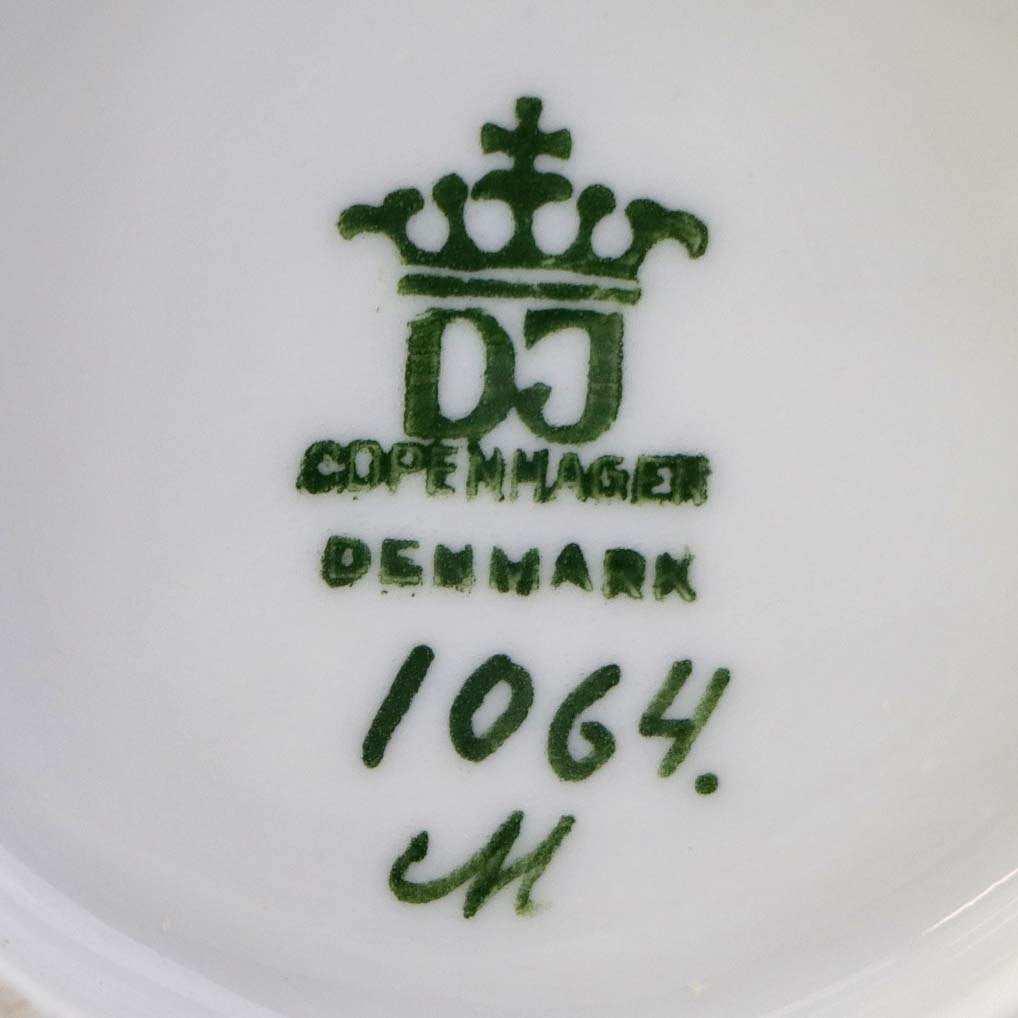 DJ
COPENHAGEN
DENMARK
1064.
M